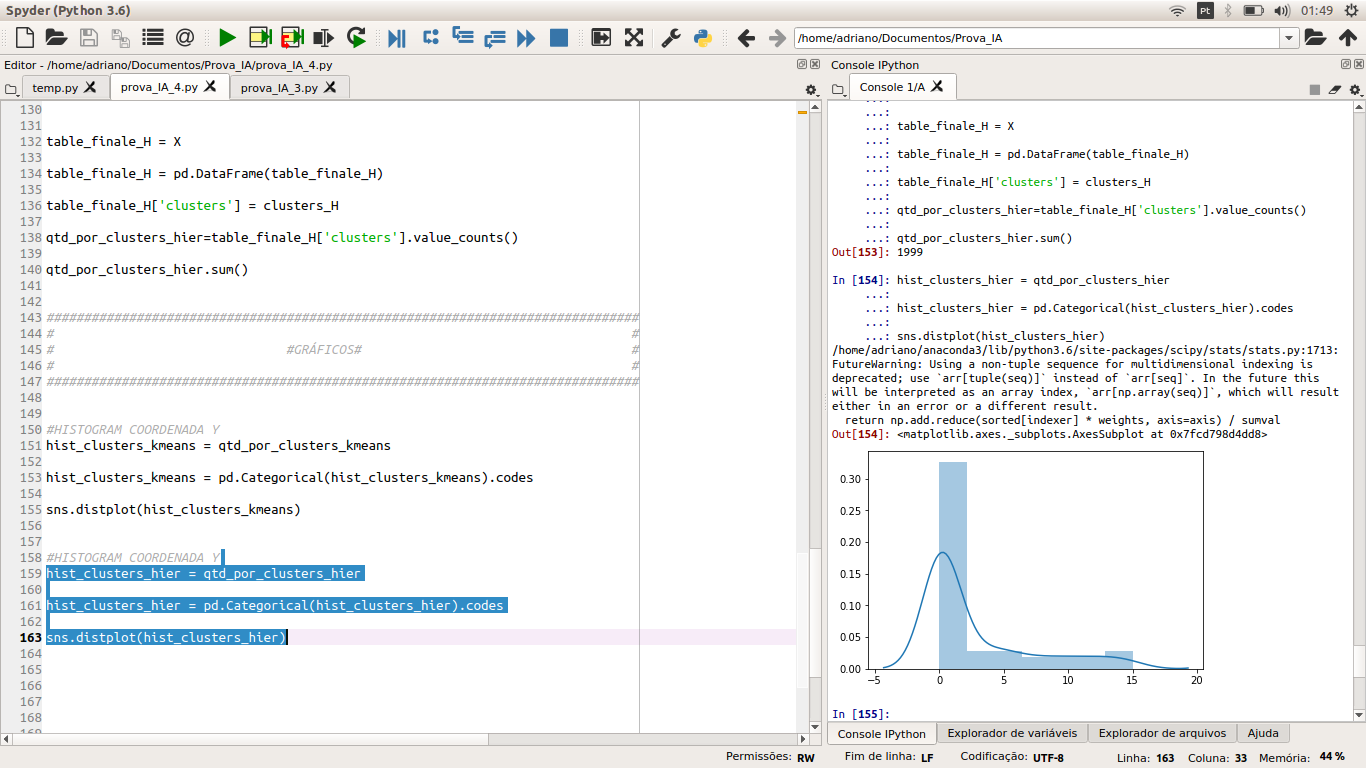 Spyder (Python 3.6)
Pt
01:49
/home/adriano/Documentos/Prova_IA
Editor - /home/adriano/Documentos/Prova_IA/prova_IA_4.py
temp.py
prova_IA_4.py
prova_IA_3.py
130
131
132 table_finale_H = X
133
134 table_finale_H = pd.DataFrame(table_finale_H)
135
136 table_finale_H['clusters'] = clusters_H
137
138 qtd_por_clusters_hier=table_finale_H['clusters'].value_counts()
139
140 qtd_por_clusters_hier.sum()
141
142
143 ###############################################################################
144 # #
145 # #GRÁFICOS# #
146 # #
147 ###############################################################################
148
149
150 #HISTOGRAM COORDENADA Y
151 hist_clusters_kmeans = qtd_por_clusters_kmeans
152
153 hist_clusters_kmeans = pd.Categorical(hist_clusters_kmeans).codes
154
155 sns.distplot(hist_clusters_kmeans)
156
157
158 #HISTOGRAM COORDENADA Y
159 hist_clusters_hier = qtd_por_clusters_hier
160
161 hist_clusters_hier = pd.Categorical(hist_clusters_hier).codes
162
163 sns.distplot(hist_clusters_hier)
164
165
166
167
168
Console IPython
Console 1/A
...:
...: table_finale_H = X
...:
...: table_finale_H = pd.DataFrame(table_finale_H)
...:
...: table_finale_H['clusters'] = clusters_H
...:
...: qtd_por_clusters_hier=table_finale_H['clusters'].value_counts()
...:
...: qtd_por_clusters_hier.sum()
Out[153]: 1999
In [154]: hist_clusters_hier = qtd_por_clusters_hier
...:
...: hist_clusters_hier = pd.Categorical(hist_clusters_hier).codes
...:
...: sns.distplot(hist_clusters_hier)
/home/adriano/anaconda3/lib/python3.6/site-packages/scipy/stats/stats.py:1713:
FutureWarning: Using a non-tuple sequence for multidimensional indexing is
deprecated; use `arr[tuple(seq)]` instead of `arr[seq]`. In the future this
will be interpreted as an array index, `arr[np.array(seq)]`, which will result
either in an error or a different result.
return np.add.reduce(sorted[indexer] * weights, axis=axis) / sumval
Out[154]: <matplotlib.axes._subplots.AxesSubplot at 0x7fcd798d4dd8>
0.30
0.25
0.20
0.15
0.10
0.05
0.00
−5 0 5 10 15 20
In [155]:
Console IPython
Explorador de variáveis
Explorador de arquivos
Ajuda
Permissões: RW
Fim de linha: LF
Codificação: UTF-8
Linha: 163
Coluna: 33
Memória: 44 %